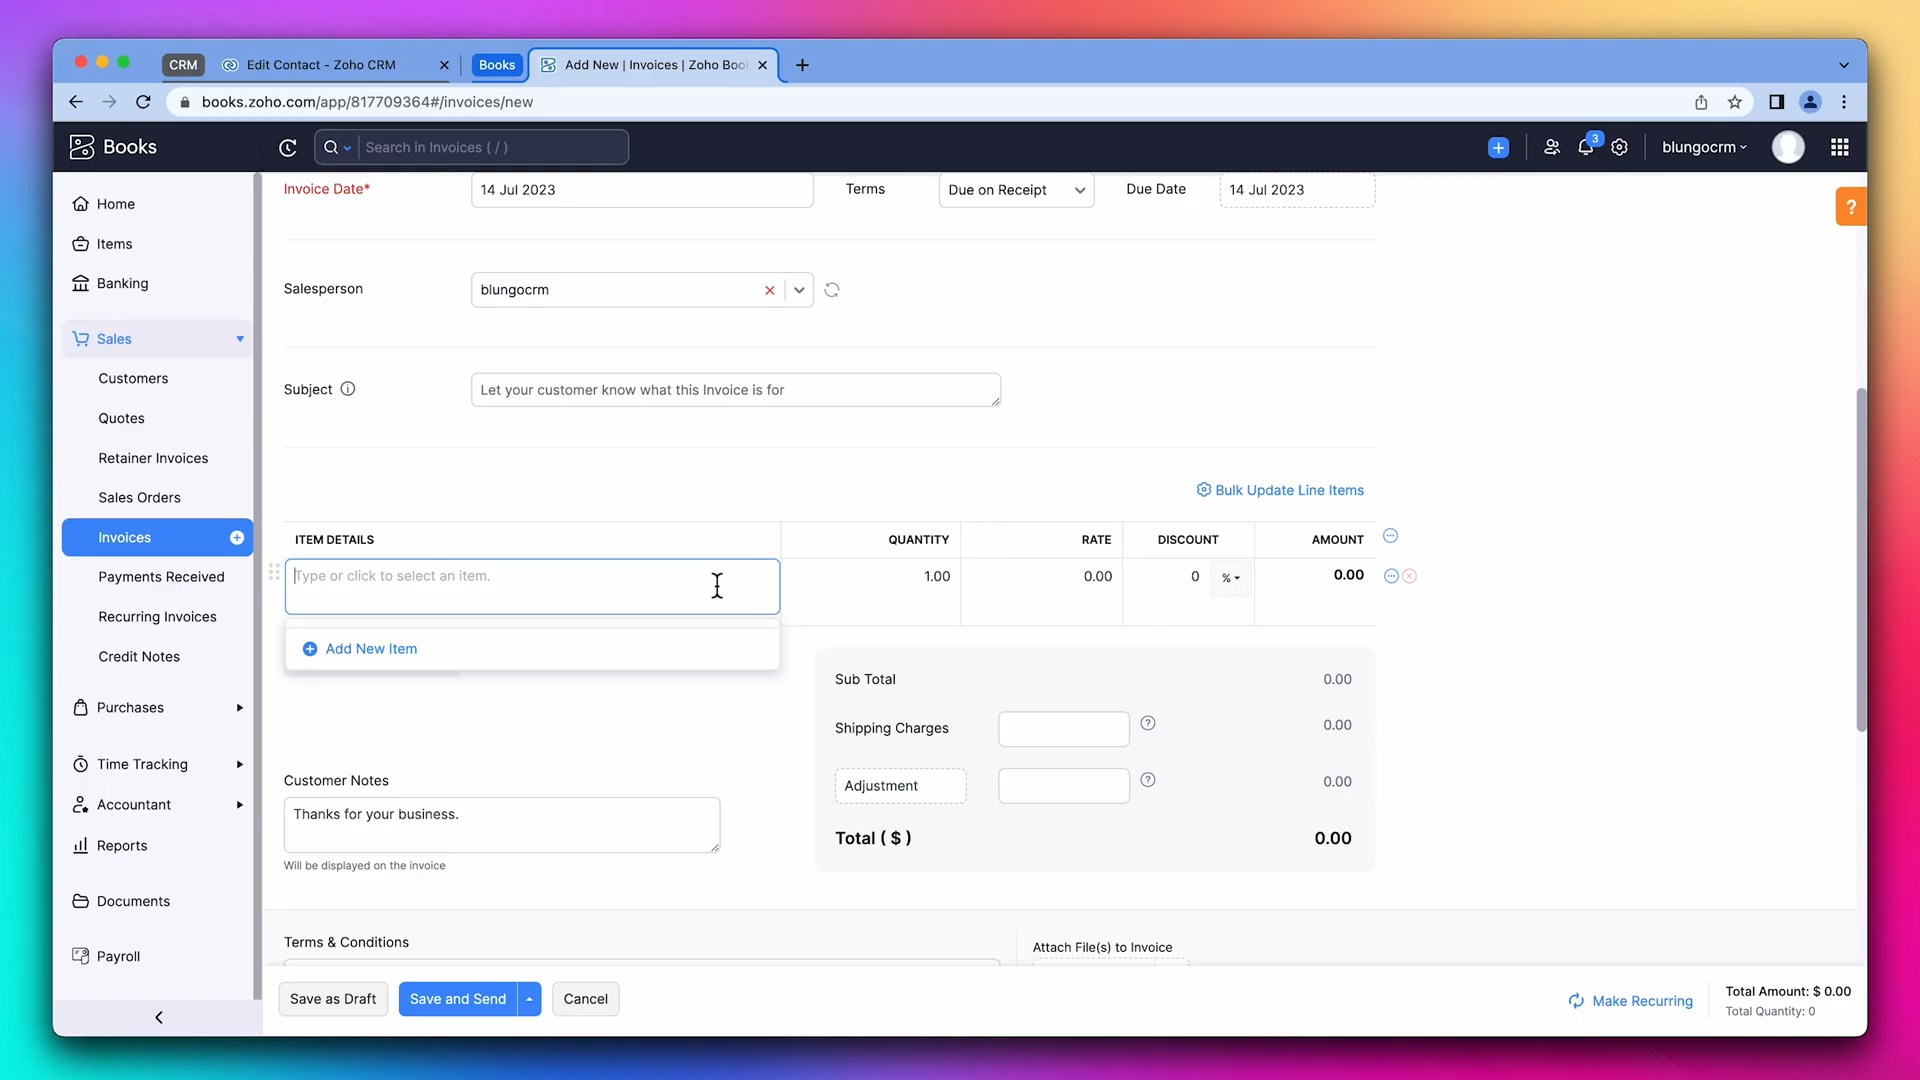 CRM
Edit Contact - Zoho CRM
Books
Add New | Invoices | Zoho Boo
books.zoho.com/app/817709364#/invoices/new
Books
Search in Invoices ( / )
3
blungocrm
?
Home
Items
Banking
Sales
Customers
Quotes
Retainer Invoices
Sales Orders
Invoices
Payments Received
Recurring Invoices
Credit Notes
Purchases
Time Tracking
Accountant
Reports
Documents
Payroll
Invoice Date*
14 Jul 2023
Terms
Due on Receipt
Due Date
14 Jul 2023
Salesperson
blungocrm
Subject
Let your customer know what this Invoice is for
Bulk Update Line Items
ITEM DETAILS
QUANTITY
RATE
DISCOUNT
AMOUNT
Type or click to select an item.
1.00
0.00
0
%
0.00
Add New Item
Sub Total
0.00
Shipping Charges
0.00
Adjustment
0.00
Total ( $ )
0.00
Customer Notes
Thanks for your business.
Will be displayed on the invoice
Terms & Conditions
Attach File(s) to Invoice
Save as Draft
Save and Send
Cancel
Make Recurring
Total Amount: $ 0.00
Total Quantity: 0